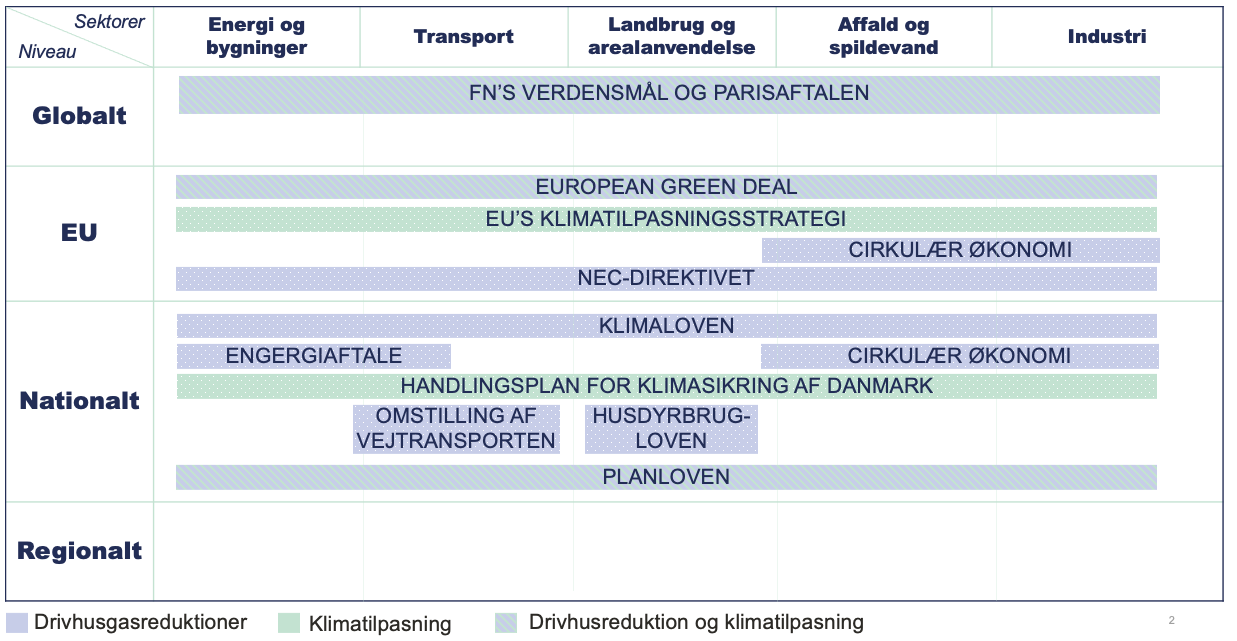 Sektorer
Niveau
Energi og
bygninger
Transport
Landbrug og
arealanvendelse
Affald og
spildevand
Industri
Globalt
FN'S VERDENSMÅL OG PARISAFTALEN
EU
EUROPEAN GREEN DEAL
EU'S KLIMATILPASNINGSSTRATEGI
CIRKULÆR ØKONOMI
NEC-DIREKTIVET
Nationalt
KLIMALOVEN
ENGERGIAFTALE
CIRKULÆR ØKONOMI
HANDLINGSPLAN FOR KLIMASIKRING AF DANMARK
OMSTILLING AF
VEJTRANSPORTEN
HUSDYRBRUG-
LOVEN
PLANLOVEN
Regionalt
Drivhusgasreduktioner
Klimatilpasning
Drivhusreduktion og klimatilpasning
2